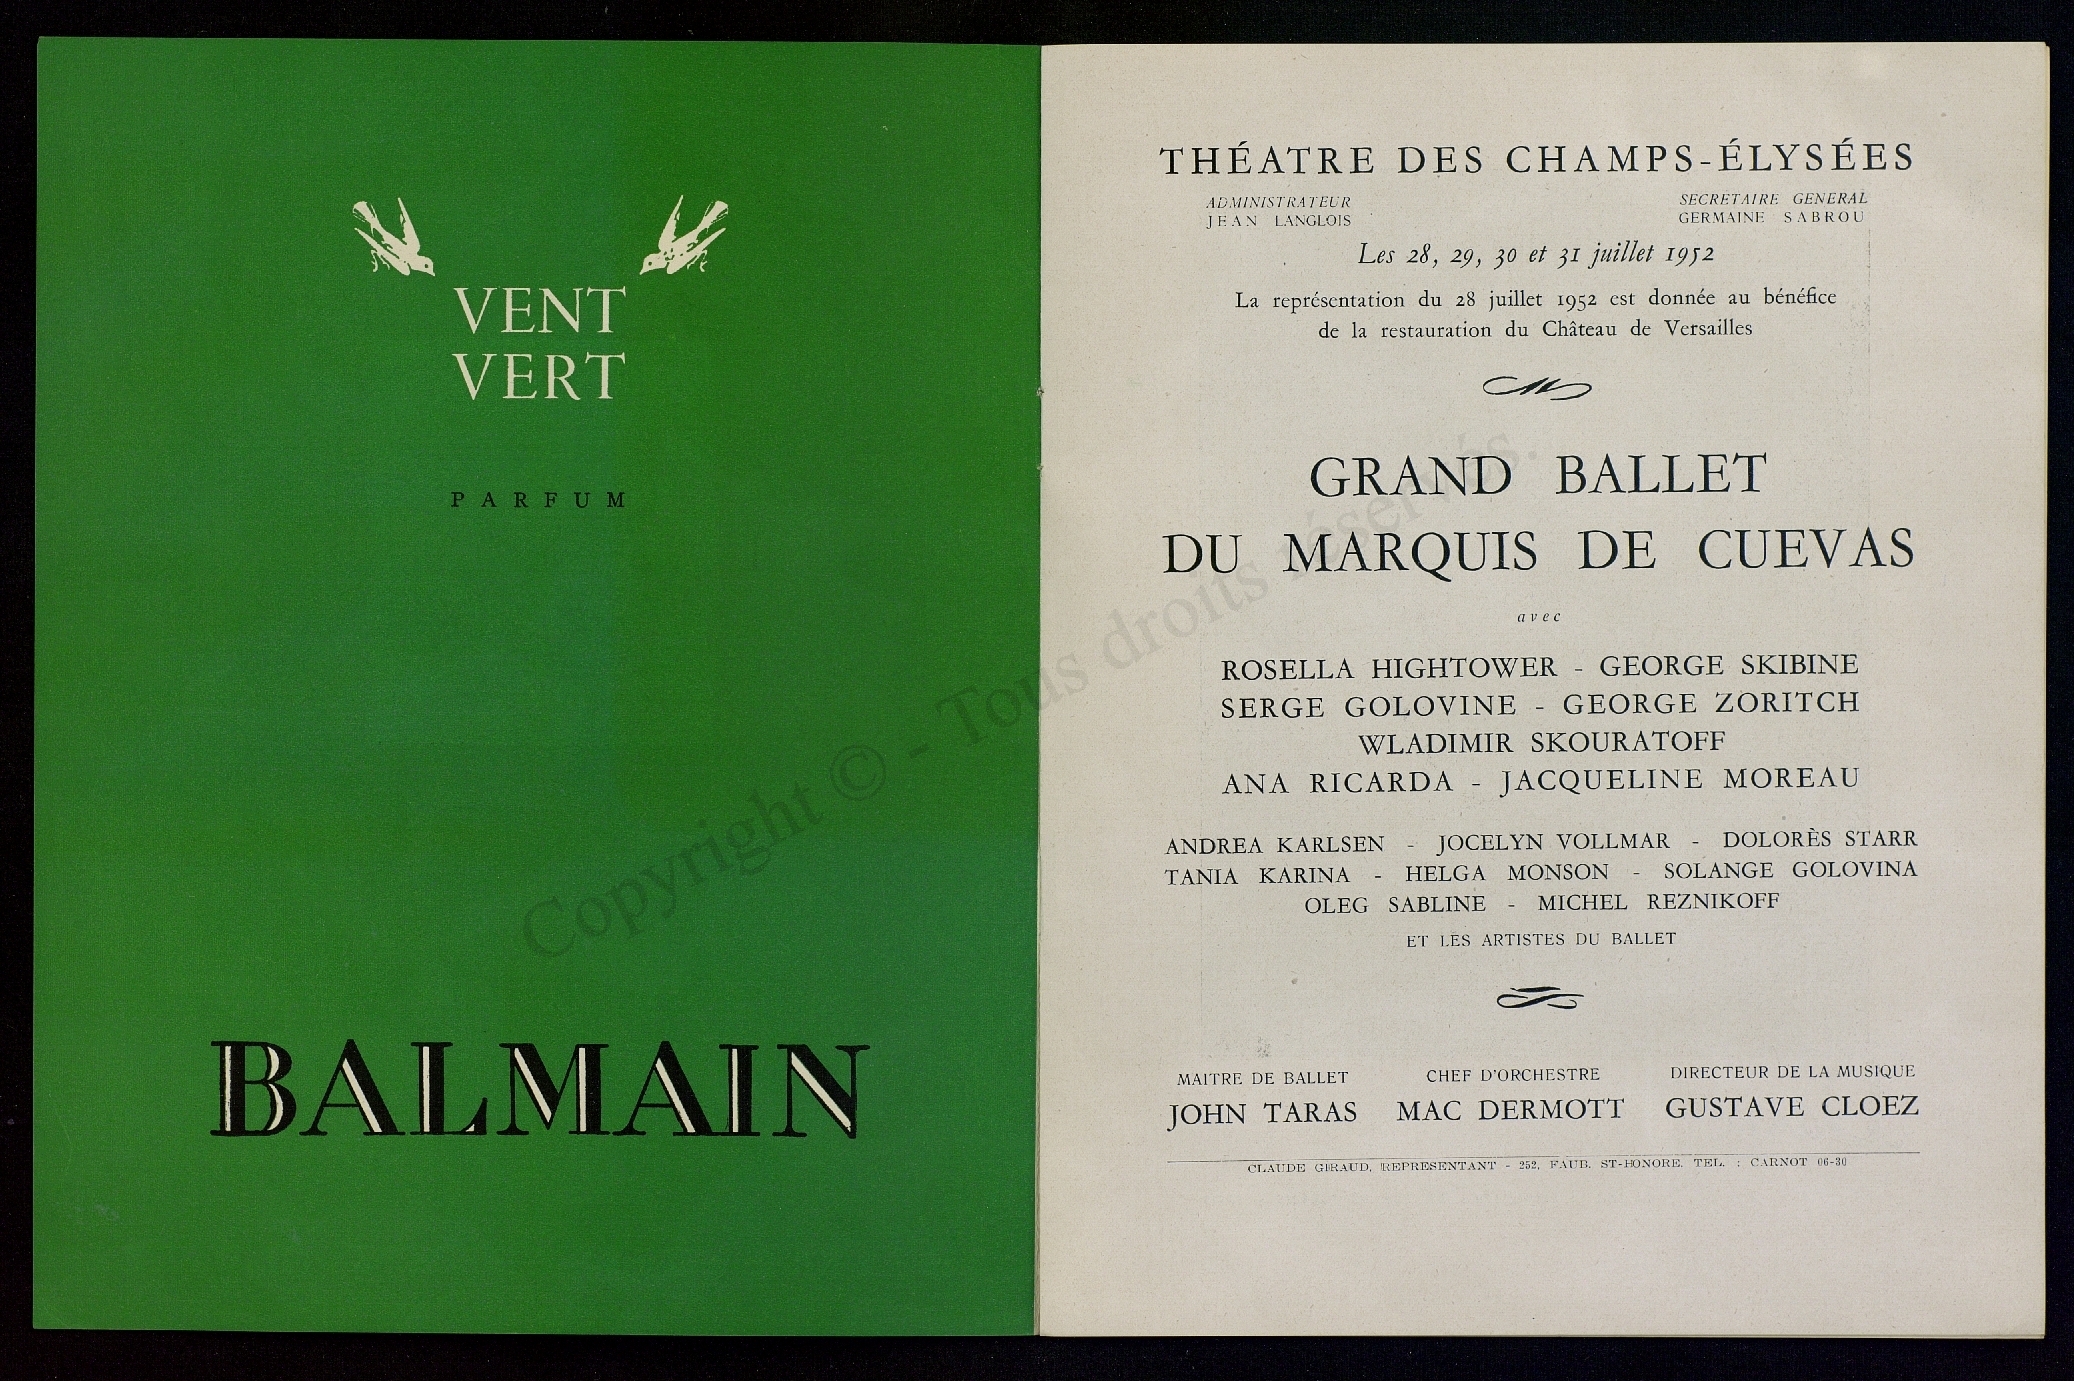 VENT
VERT
PARFUM
BALMAIN
THÉATRE DES CHAMPS-ÉLYSÉES
ADMINISTRATEUR
JEAN LANGLOIS
SECRETAIRE GENERAL
GERMAINE SABROU
Les 28, 29, 30 et 31 juillet 1952
La représentation du 28 juillet 1952 est donnée au bénéfice
de la restauration du Château de Versailles
GRAND BALLET
DU MARQUIS DE CUEVAS
avec
ROSELLA HIGHTOWER - GEORGE SKIBINE
SERGE GOLOVINE - GEORGE ZORITCH
WLADIMIR SKOURATOFF
ANA RICARDA - JACQUELINE MOREAU
ANDREA KARLSEN - JOCELYN VOLLMAR - DOLORÈS STARR
TANIA KARINA - HELGA MONSON - SOLANGE GOLOVINA
OLEG SABLINE - MICHEL REZNIKOFF
ET LES ARTISTES DU BALLET
MAITRE DE BALLET
JOHN TARAS
CHEF D'ORCHESTRE
MAC DERMOTT
DIRECTEUR DE LA MUSIQUE
GUSTAVE CLOEZ
CLAUDE GIRAUD, REPRESENTANT - 252, FAUB. ST-HONORE. TEL. : CARNOT 06-30
Copyright © - Tous droits réservés.